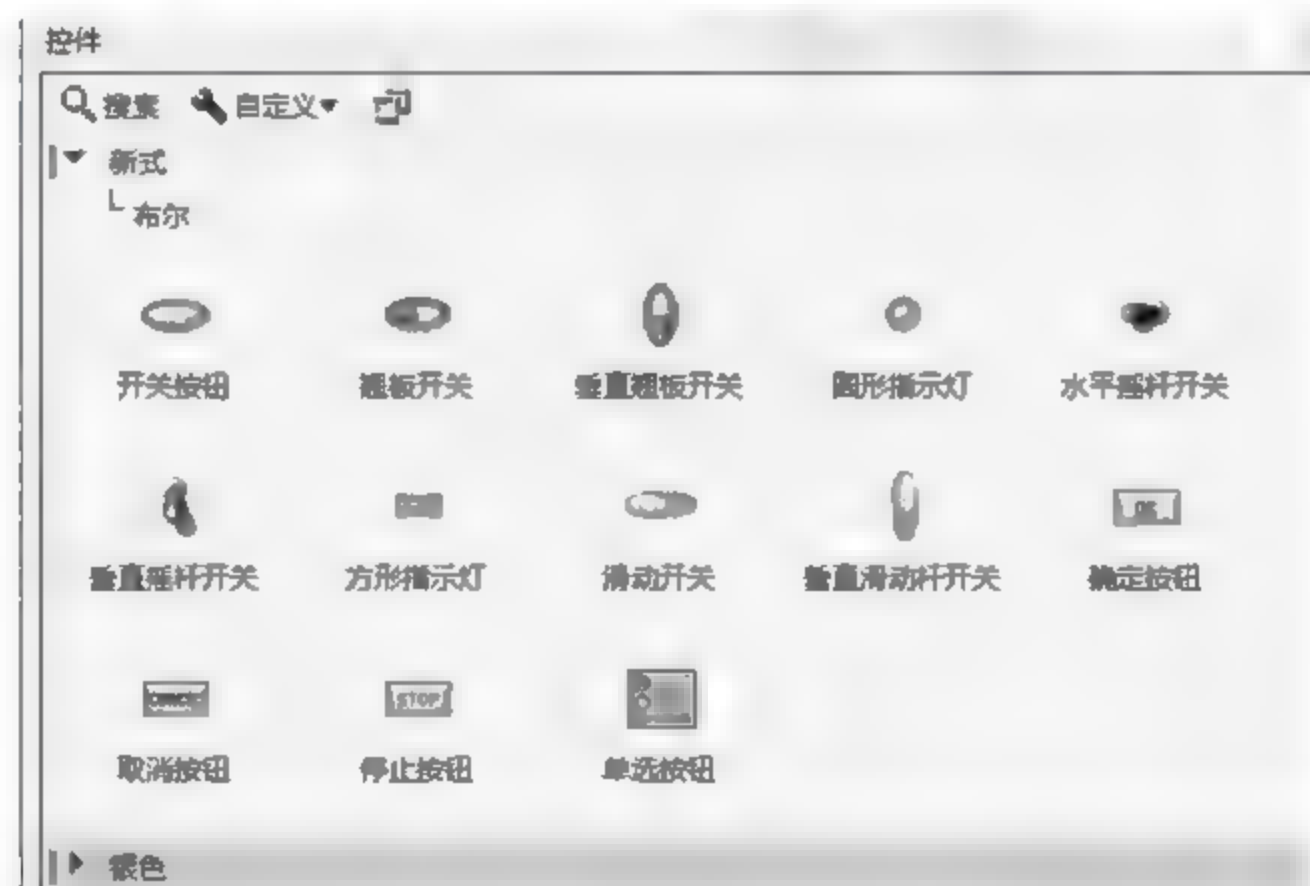 控件
搜索 自定义
新式
布尔
开关按钮 翘板开关 垂直翘板开关 圆形指示灯 水平摇杆开关
垂直摇杆开关 方形指示灯 滑动开关 垂直滑动杆开关 确定按钮
OK
取消按钮 停止按钮 单选按钮
STOP
银色